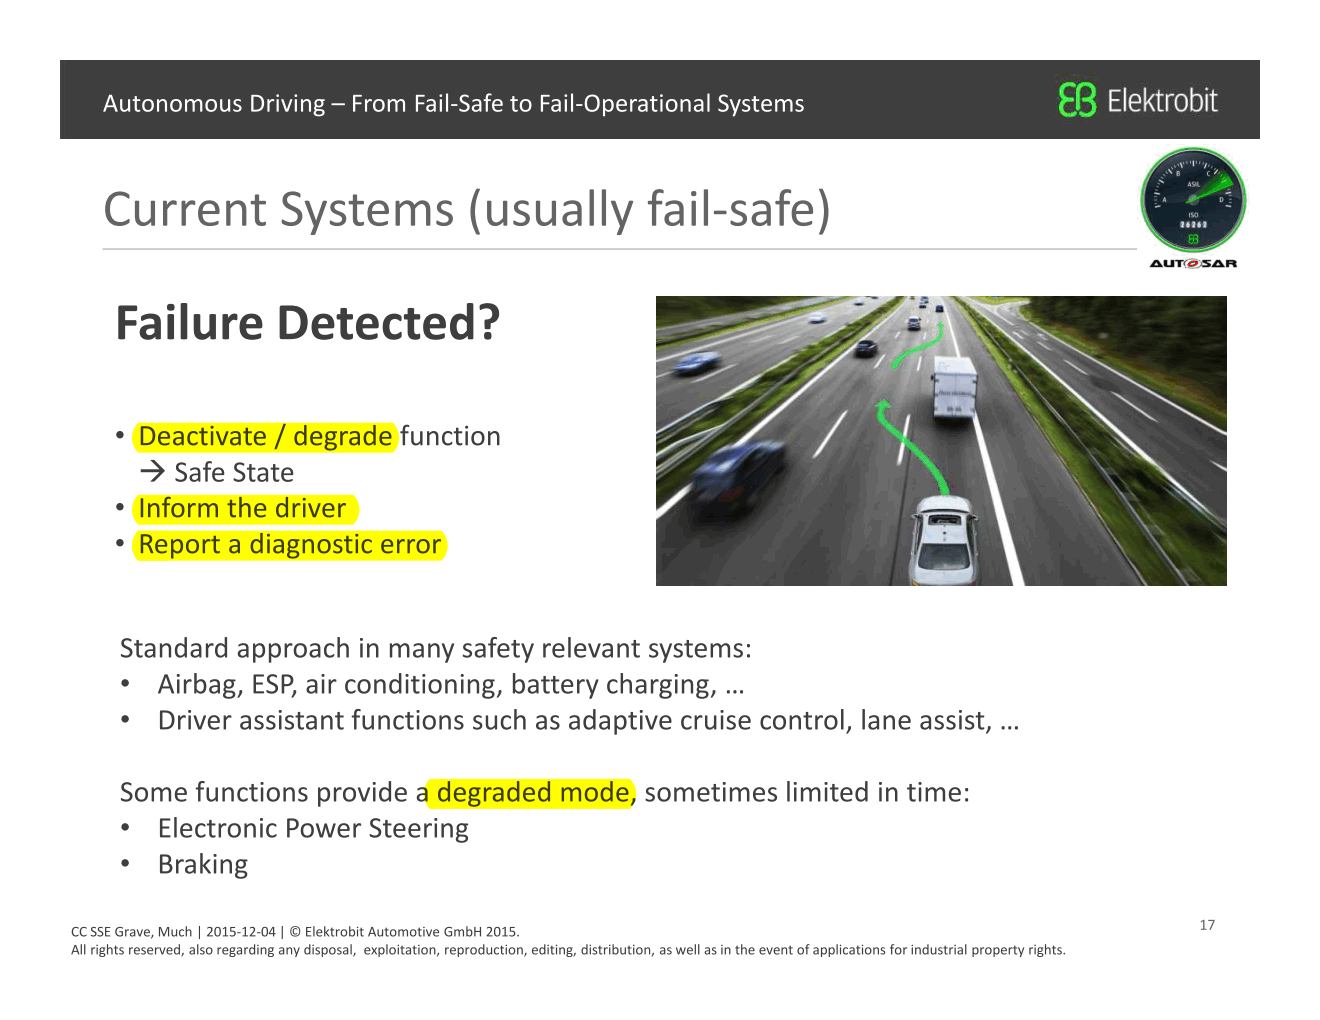 Autonomous Driving – From Fail-Safe to Fail-Operational Systems
Elektrobit
Current Systems (usually fail-safe)
B C
ASIL
A D
ISO
26262
AUTOSAR
Failure Detected?
• Deactivate / degrade function
→ Safe State
• Inform the driver
• Report a diagnostic error
Standard approach in many safety relevant systems:
• Airbag, ESP, air conditioning, battery charging, …
• Driver assistant functions such as adaptive cruise control, lane assist, …
Some functions provide a degraded mode, sometimes limited in time:
• Electronic Power Steering
• Braking
CC SSE Grave, Much | 2015-12-04 | © Elektrobit Automotive GmbH 2015.
All rights reserved, also regarding any disposal, exploitation, reproduction, editing, distribution, as well as in the event of applications for industrial property rights.
17